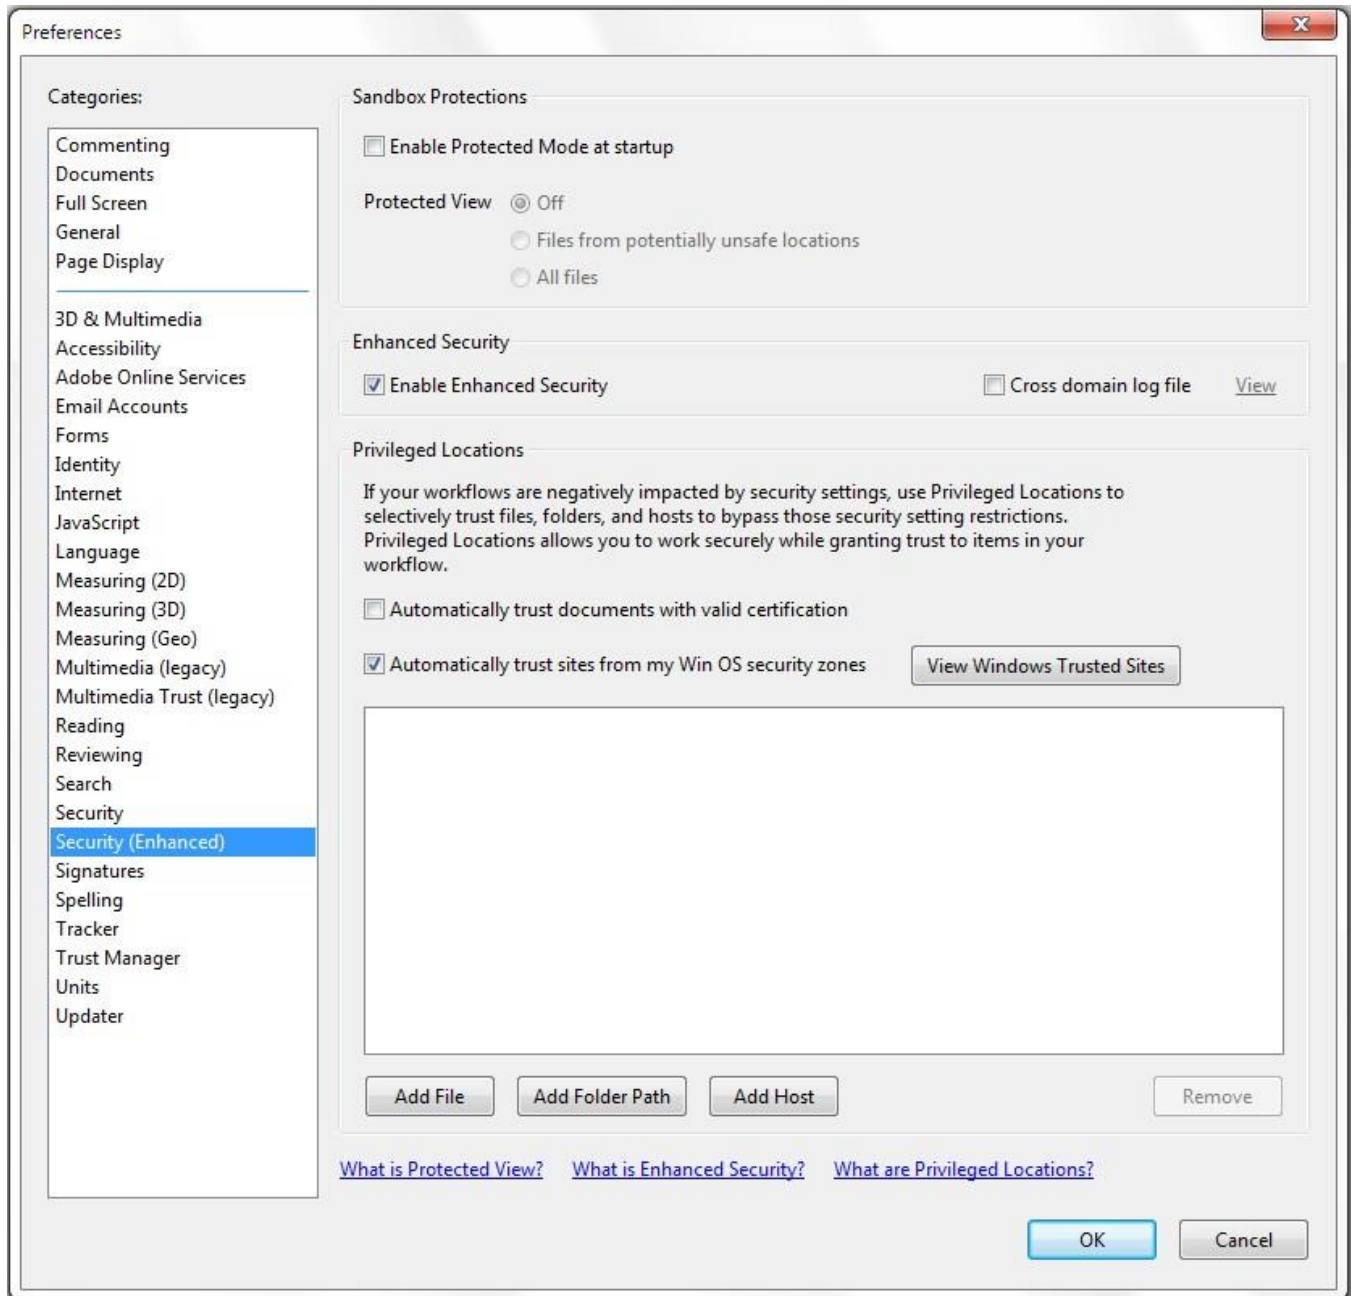 Preferences
Categories:
Commenting
Documents
Full Screen
General
Page Display
3D & Multimedia
Accessibility
Adobe Online Services
Email Accounts
Forms
Identity
Internet
JavaScript
Language
Measuring (2D)
Measuring (3D)
Measuring (Geo)
Multimedia (legacy)
Multimedia Trust (legacy)
Reading
Reviewing
Search
Security
Security (Enhanced)
Signatures
Spelling
Tracker
Trust Manager
Units
Updater
Sandbox Protections
Enable Protected Mode at startup
Protected View Off
Files from potentially unsafe locations
All files
Enhanced Security
Enable Enhanced Security Cross domain log file View
Privileged Locations
If your workflows are negatively impacted by security settings, use Privileged Locations to
selectively trust files, folders, and hosts to bypass those security setting restrictions.
Privileged Locations allows you to work securely while granting trust to items in your
workflow.
Automatically trust documents with valid certification
Automatically trust sites from my Win OS security zones View Windows Trusted Sites
Add File Add Folder Path Add Host Remove
What is Protected View? What is Enhanced Security? What are Privileged Locations?
OK Cancel